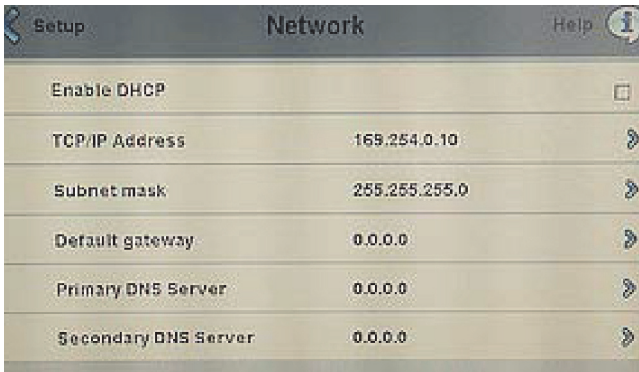 Setup Network Help
Enable DHCP
TCP/IP Address 169.254.0.10
Subnet mask 255.255.255.0
Default gateway 0.0.0.0
Primary DNS Server 0.0.0.0
Secondary DNS Server 0.0.0.0